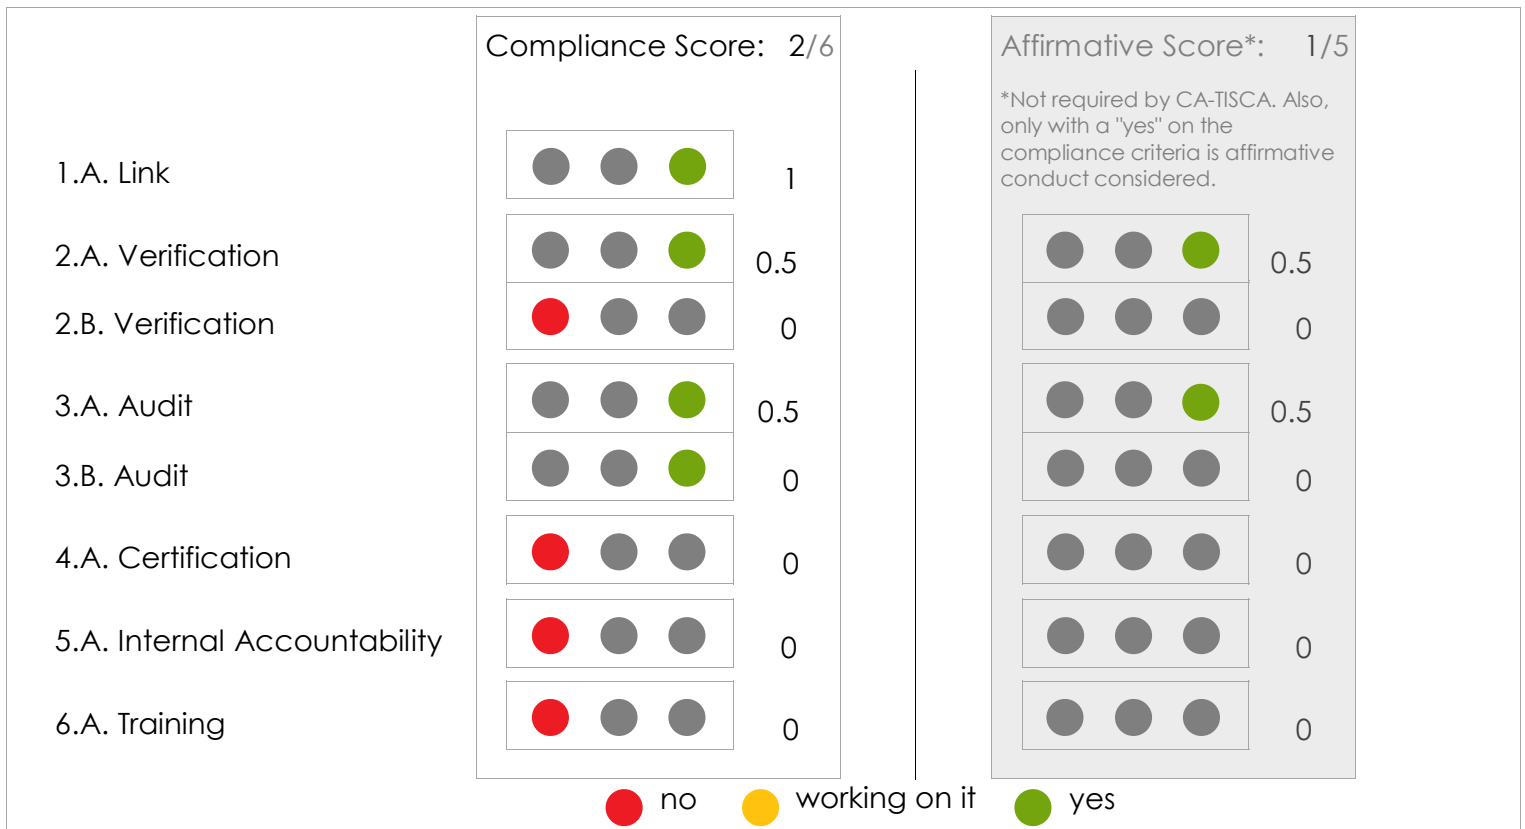 Compliance Score: 2/6
Affirmative Score*: 1/5
*Not required by CA-TISCA. Also,
only with a "yes" on the
compliance criteria is affirmative
conduct considered.
1.A. Link 1
2.A. Verification 0.5 0.5
2.B. Verification 0 0
3.A. Audit 0.5 0.5
3.B. Audit 0 0
4.A. Certification 0 0
5.A. Internal Accountability 0 0
6.A. Training 0 0
no working on it yes